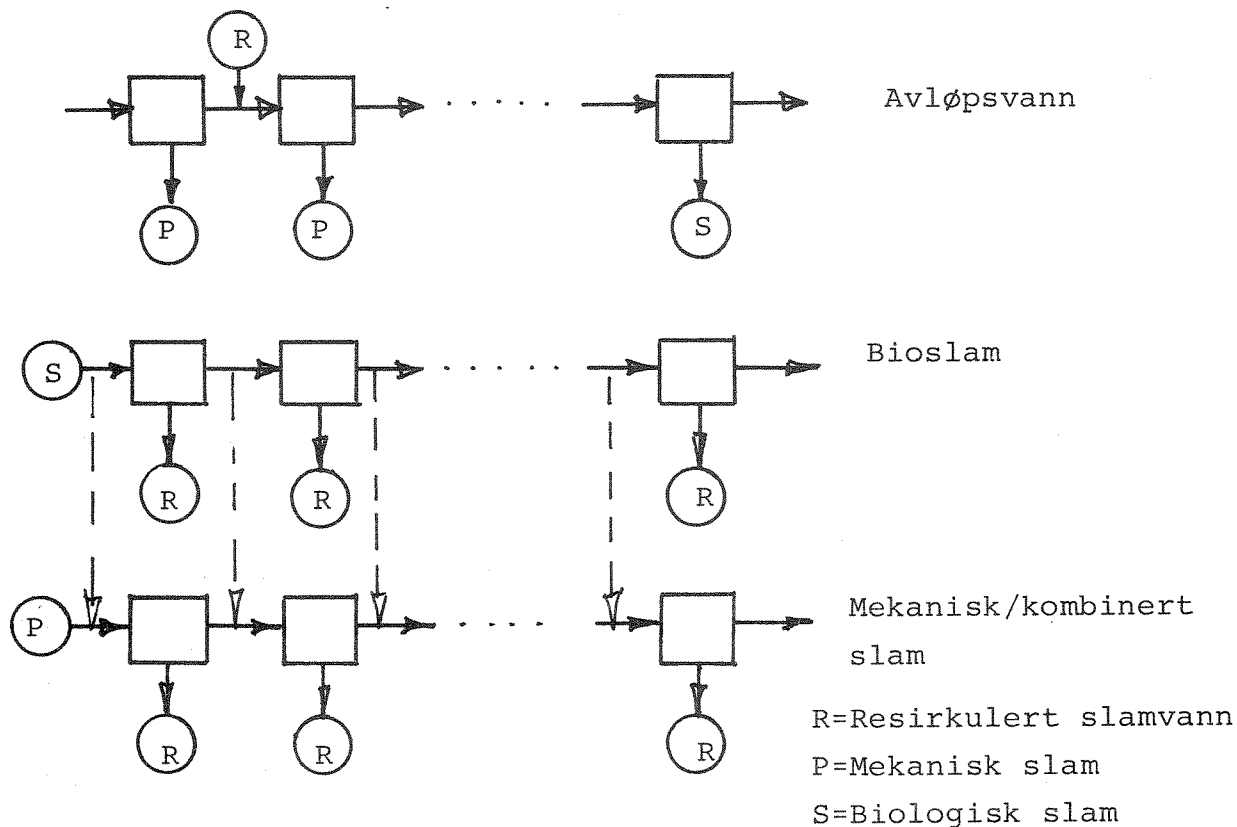 R
Avløpsvann
P P S
S
Bioslam
R R R
P
Mekanisk/kombinert
slam
R R R
R=Resirkulert slamvann
P=Mekanisk slam
S=Biologisk slam